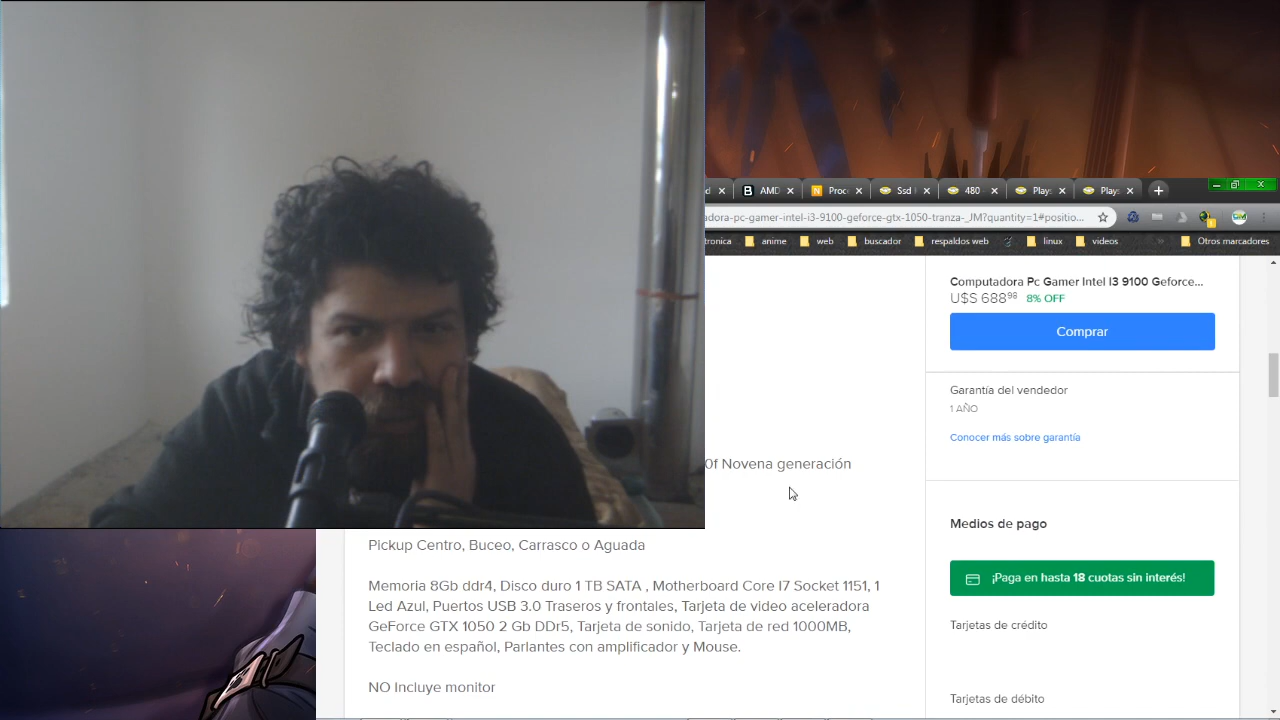 AMD
Proc
Ssd
480
Play
Play
adora-pc-gamer-intel-i3-9100-geforce-gtx-1050-tranza-_JM?quantity=1#positio...
tronica
anime
web
buscador
respaldos web
linux
videos
Otros marcadores
Computadora Pc Gamer Intel I3 9100 Geforce...
U$S 688⁹⁸ 8% OFF
Comprar
Garantía del vendedor
1 AÑO
Conocer más sobre garantía
0f Novena generación
Medios de pago
¡Paga en hasta 18 cuotas sin interés!
Tarjetas de crédito
Tarjetas de débito
Pickup Centro, Buceo, Carrasco o Aguada
Memoria 8Gb ddr4, Disco duro 1 TB SATA , Motherboard Core I7 Socket 1151, 1
Led Azul, Puertos USB 3.0 Traseros y frontales, Tarjeta de video aceleradora
GeForce GTX 1050 2 Gb DDr5, Tarjeta de sonido, Tarjeta de red 1000MB,
Teclado en español, Parlantes con amplificador y Mouse.
NO Incluye monitor